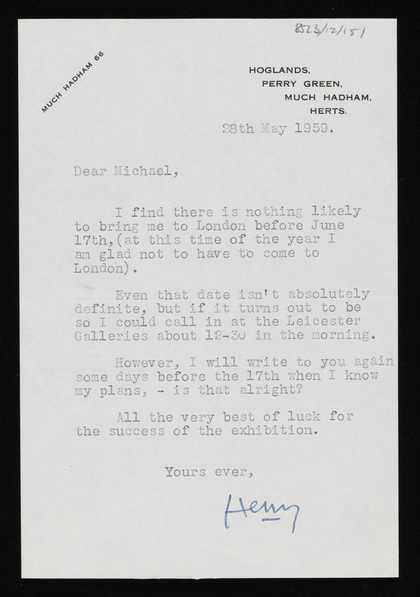 8523/12/151
MUCH HADHAM 66
HOGLANDS,
PERRY GREEN,
MUCH HADHAM,
HERTS.
28th May 1959.
Dear Michael,
I find there is nothing likely
to bring me to London before June
17th,(at this time of the year I
am glad not to have to come to
London).
Even that date isn't absolutely
definite, but if it turns out to be
so I could call in at the Leicester
Galleries about 12-30 in the morning.
However, I will write to you again
some days before the 17th when I know
my plans, - is that alright?
All the very best of luck for
the success of the exhibition.
Yours ever,
Henry